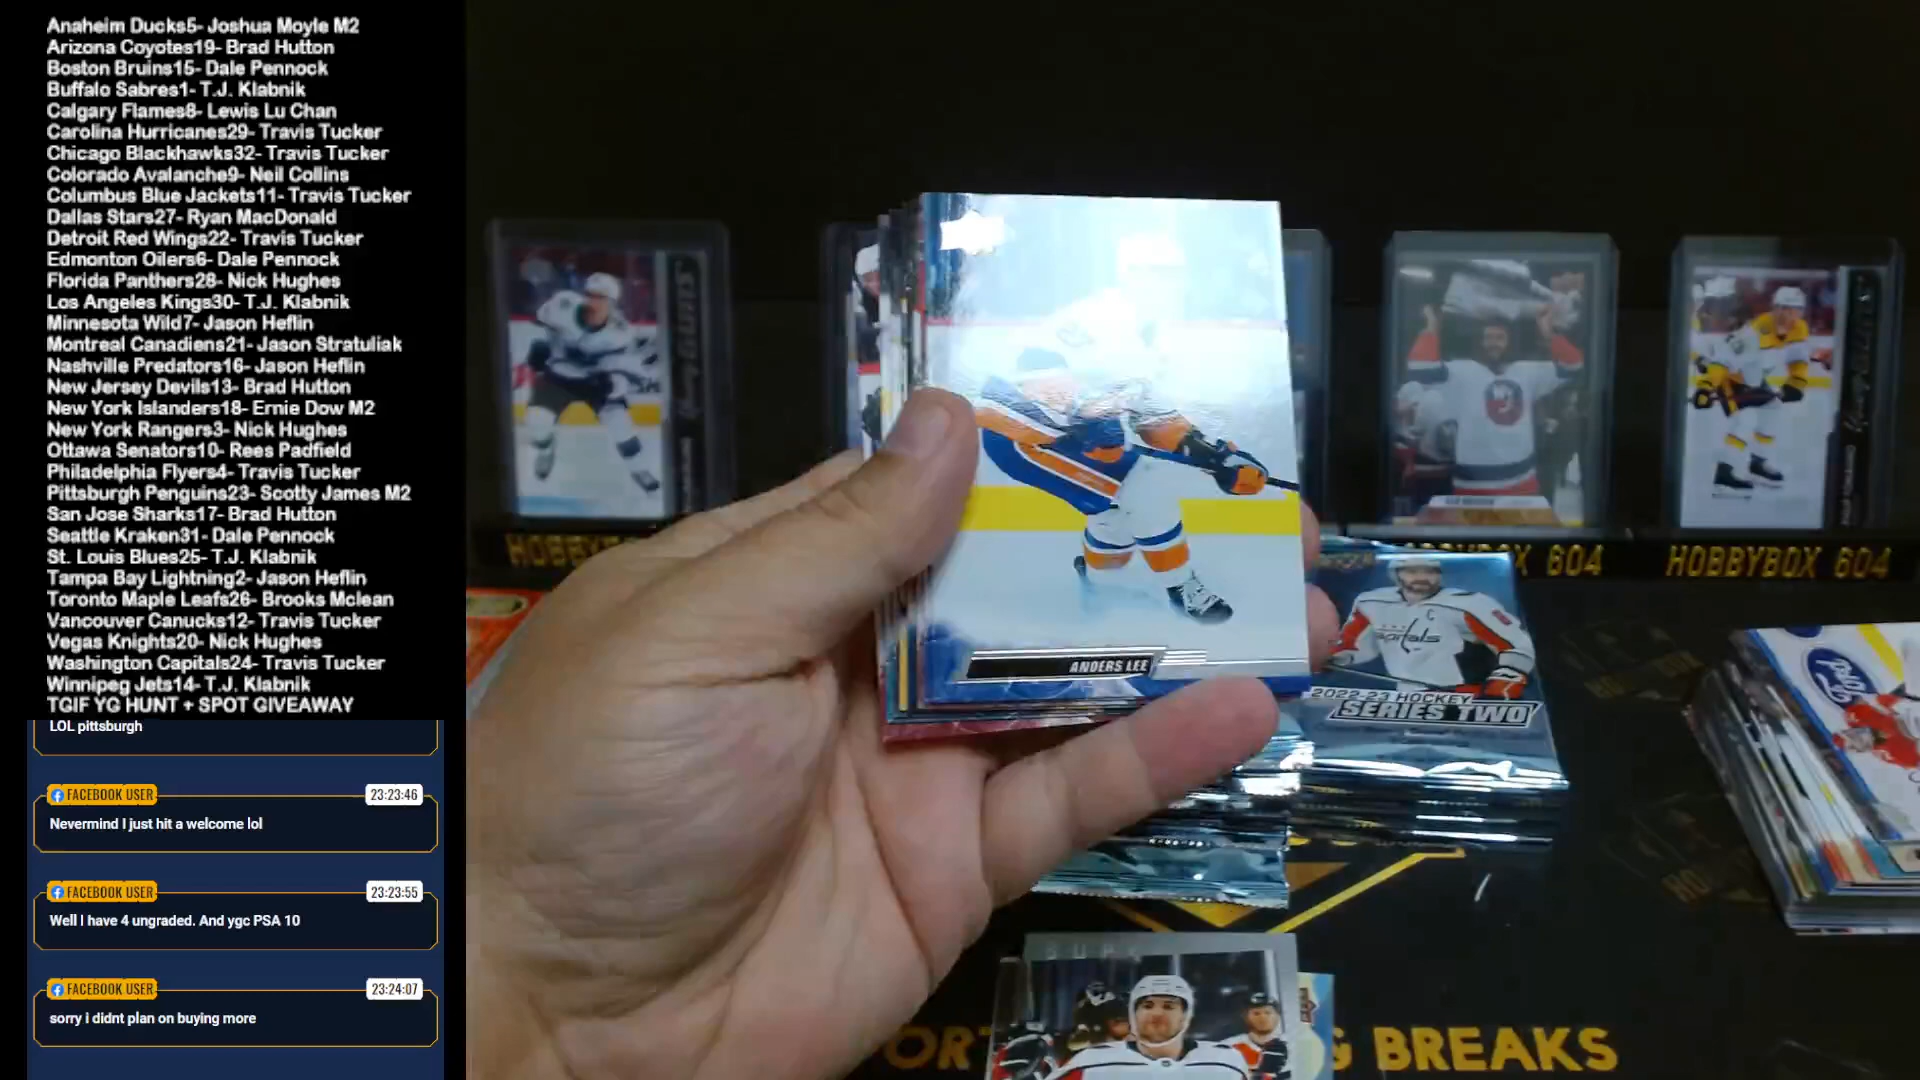 Anaheim Ducks5- Joshua Moyle M2
Arizona Coyotes19- Brad Hutton
Boston Bruins15- Dale Pennock
Buffalo Sabres1- T.J. Klabnik
Calgary Flames8- Lewis Lu Chan
Carolina Hurricanes29- Travis Tucker
Chicago Blackhawks32- Travis Tucker
Colorado Avalanche9- Neil Collins
Columbus Blue Jackets11- Travis Tucker
Dallas Stars27- Ryan MacDonald
Detroit Red Wings22- Travis Tucker
Edmonton Oilers6- Dale Pennock
Florida Panthers28- Nick Hughes
Los Angeles Kings30- T.J. Klabnik
Minnesota Wild7- Jason Heflin
Montreal Canadiens21- Jason Stratuliak
Nashville Predators16- Jason Heflin
New Jersey Devils13- Brad Hutton
New York Islanders18- Ernie Dow M2
New York Rangers3- Nick Hughes
Ottawa Senators10- Rees Padfield
Philadelphia Flyers4- Travis Tucker
Pittsburgh Penguins23- Scotty James M2
San Jose Sharks17- Brad Hutton
Seattle Kraken31- Dale Pennock
St. Louis Blues25- T.J. Klabnik
Tampa Bay Lightning2- Jason Heflin
Toronto Maple Leafs26- Brooks Mclean
Vancouver Canucks12- Travis Tucker
Vegas Knights20- Nick Hughes
Washington Capitals24- Travis Tucker
Winnipeg Jets14- T.J. Klabnik
TGIF YG HUNT + SPOT GIVEAWAY
LOL pittsburgh
FACEBOOK USER 23:23:46
Nevermind I just hit a welcome lol
FACEBOOK USER 23:23:55
Well I have 4 ungraded. And ygc PSA 10
FACEBOOK USER 23:24:07
sorry i didnt plan on buying more
ANDERS LEE
604
HOBBYBOX 604
capitals
2022-23 HOCKEY
SERIES TWO
Ford
BREAKS